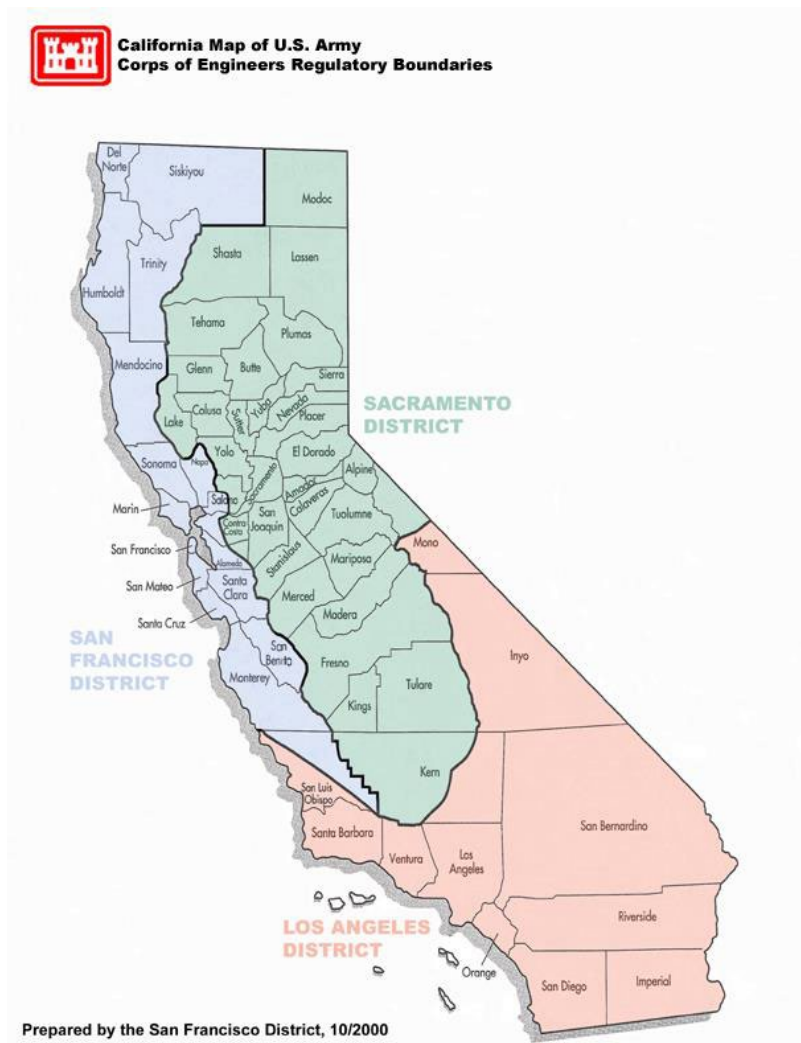 California Map of U.S. Army
Corps of Engineers Regulatory Boundaries
Del
Norte
Siskiyou
Modoc
Shasta
Lassen
Trinity
Humboldt
Tehama
Plumas
Mendocino
Glenn
Butte
Sierra
Colusa
Sutter
Yuba
Nevada
Placer
Lake
SACRAMENTO
DISTRICT
Sonoma
Napa
Yolo
El Dorado
Sacramento
Alpine
Amador
Solano
Calaveras
Marin
Contra
Costa
San
Joaquin
Tuolumne
San Francisco
Mono
Alameda
Stanislaus
Mariposa
San Mateo
Santa
Clara
Merced
Madera
Santa Cruz
SAN
FRANCISCO
DISTRICT
San
Benito
Monterey
Fresno
Inyo
Kings
Tulare
Kern
San Luis
Obispo
Santa Barbara
Ventura
Los
Angeles
San Bernardino
LOS ANGELES
DISTRICT
Riverside
Orange
San Diego
Imperial
Prepared by the San Francisco District, 10/2000